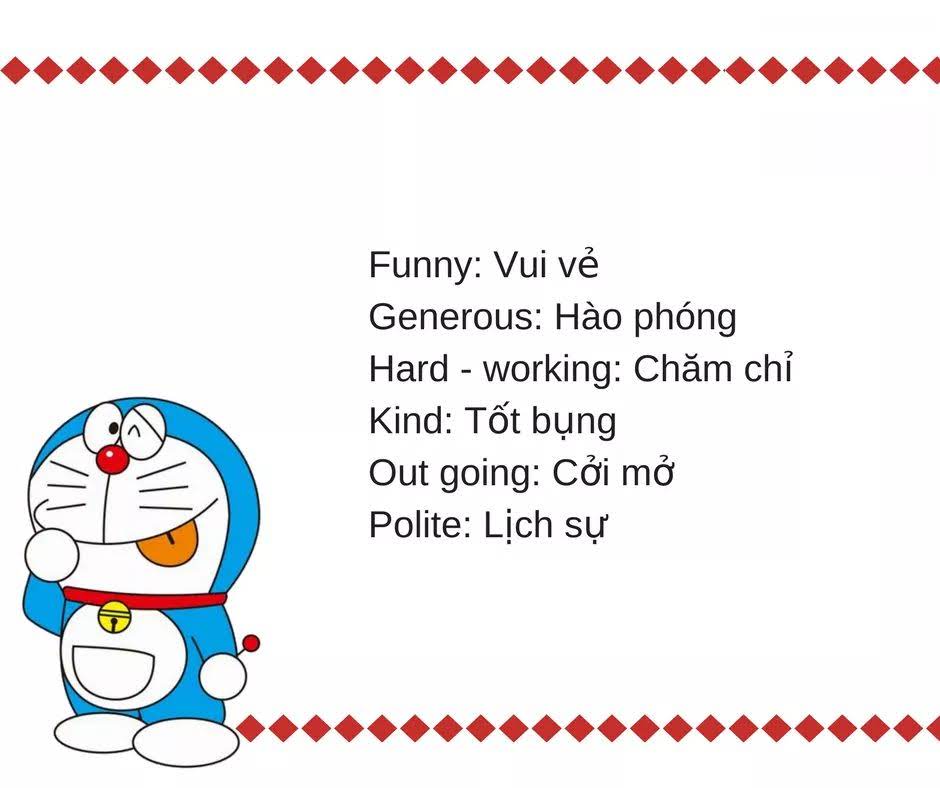 Funny: Vui vẻ
Generous: Hào phóng
Hard - working: Chăm chỉ
Kind: Tốt bụng
Out going: Cởi mở
Polite: Lịch sự